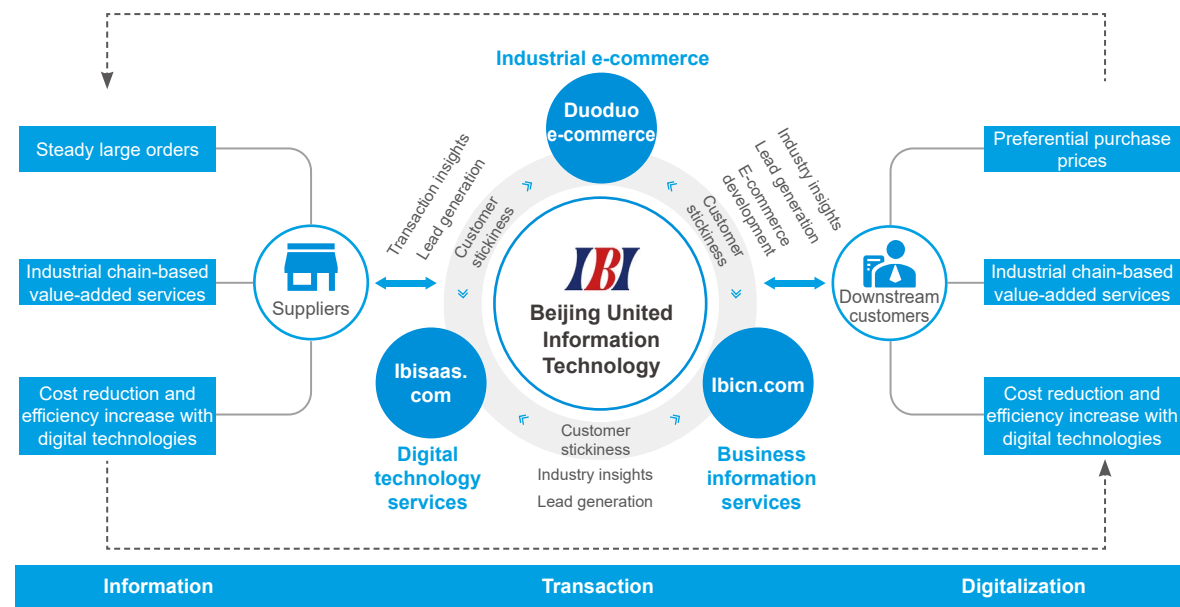 Industrial e-commerce
Duoduo
e-commerce
Steady large orders
Industrial chain-based
value-added services
Cost reduction and
efficiency increase with
digital technologies
Suppliers
Transaction insights
Lead generation
Customer
stickiness
IBI
Beijing United
Information
Technology
Industry insights
Lead generation
E-commerce
development
Customer
stickiness
Downstream
customers
Preferential purchase
prices
Industrial chain-based
value-added services
Cost reduction and
efficiency increase with
digital technologies
Ibisaas.
com
Digital
technology
services
Customer
stickiness
Industry insights
Lead generation
Ibicn.com
Business
information
services
Information
Transaction
Digitalization